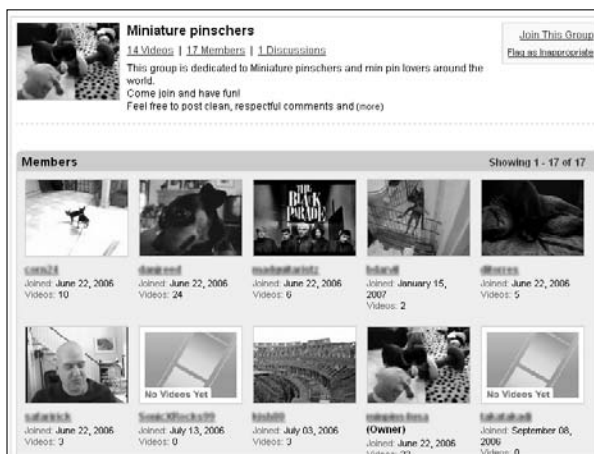 Miniature pinschers
14 Videos | 17 Members | 1 Discussions
This group is dedicated to Miniature pinschers and min pin lovers around the
world.
Come join and have fun!
Feel free to post clean, respectful comments and (more)
Join This Group
Flag as Inappropriate
Members
Showing 1 - 17 of 17
THE BLACK PARADE
Joined: June 22, 2006
Videos: 10
Joined: June 22, 2006
Videos: 24
Joined: June 22, 2006
Videos: 6
Joined: January 15,
2007
Videos: 2
Joined: June 22, 2006
Videos: 5
No Videos Yet
No Videos Yet
Joined: June 22, 2006
Videos: 3
Joined: July 13, 2006
Videos: 0
Joined: July 03, 2006
Videos: 3
(Owner)
Joined: June 22, 2006
Joined: September 08,
2006